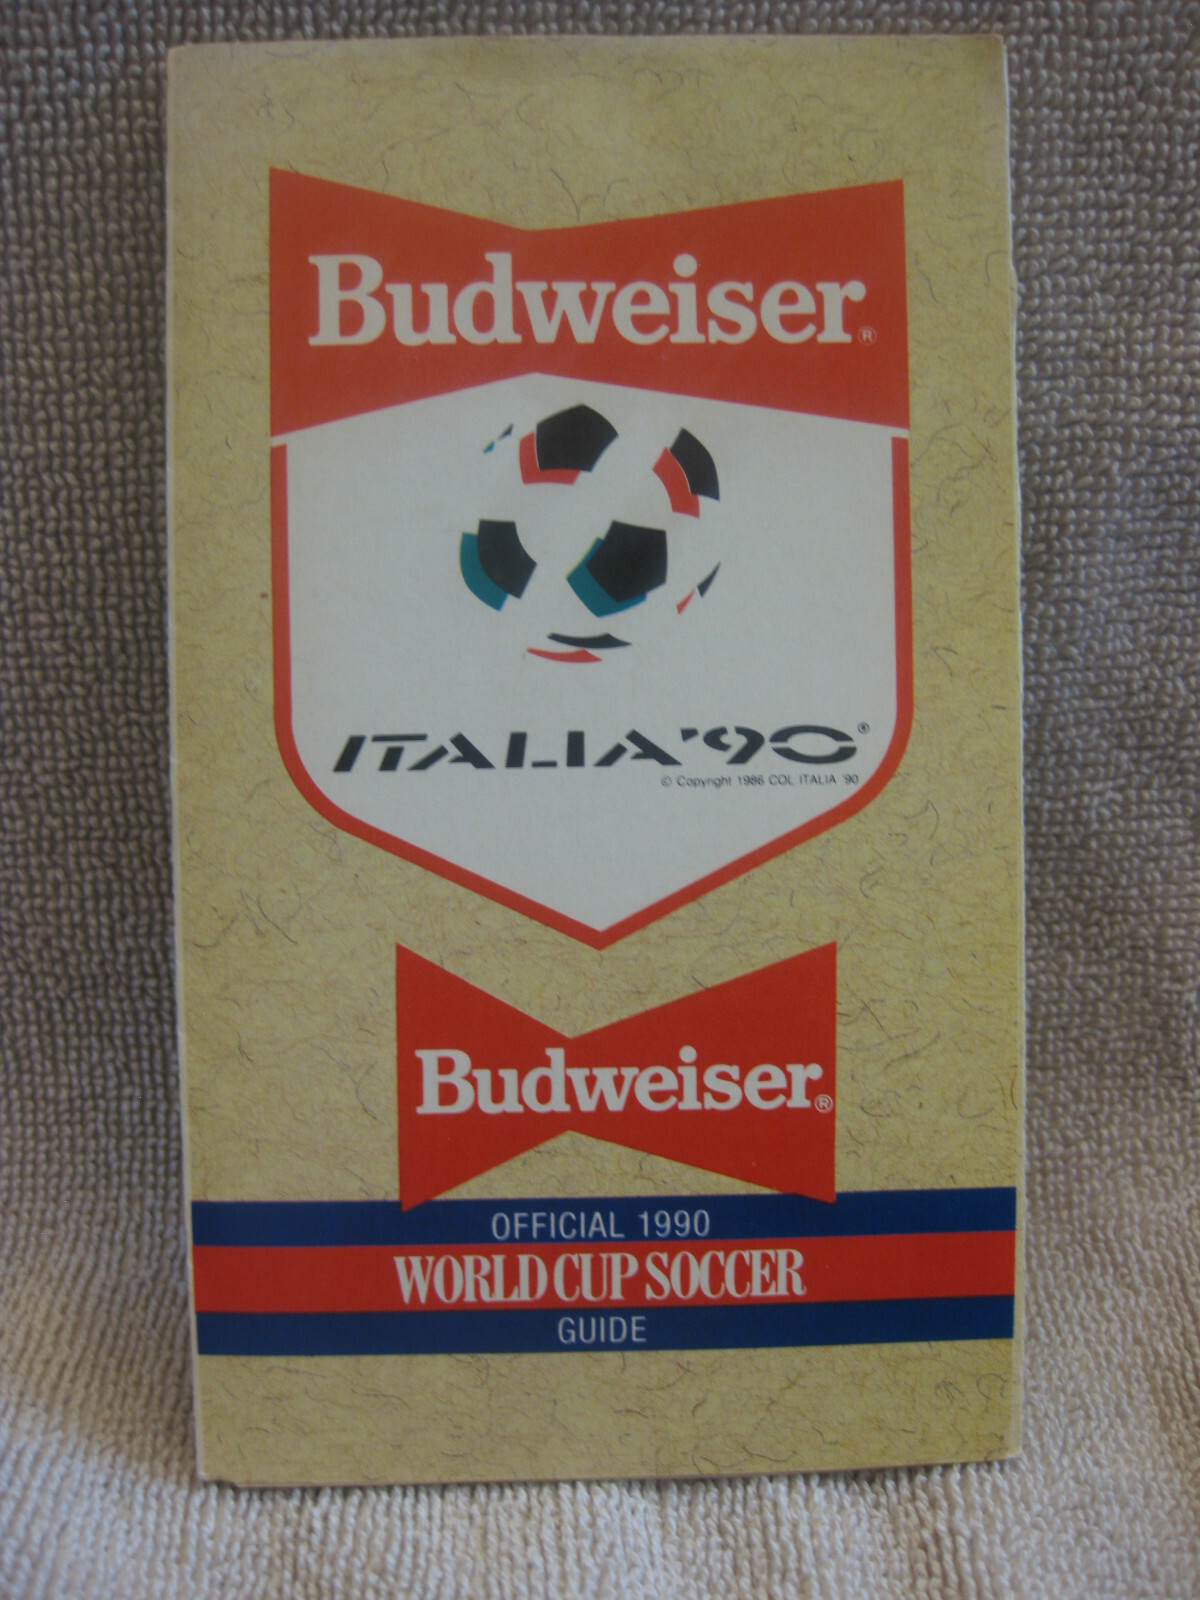 Budweiser®
ITALIA '90®
© Copyright 1986 COL ITALIA '90
Budweiser®
OFFICIAL 1990
WORLD CUP SOCCER
GUIDE